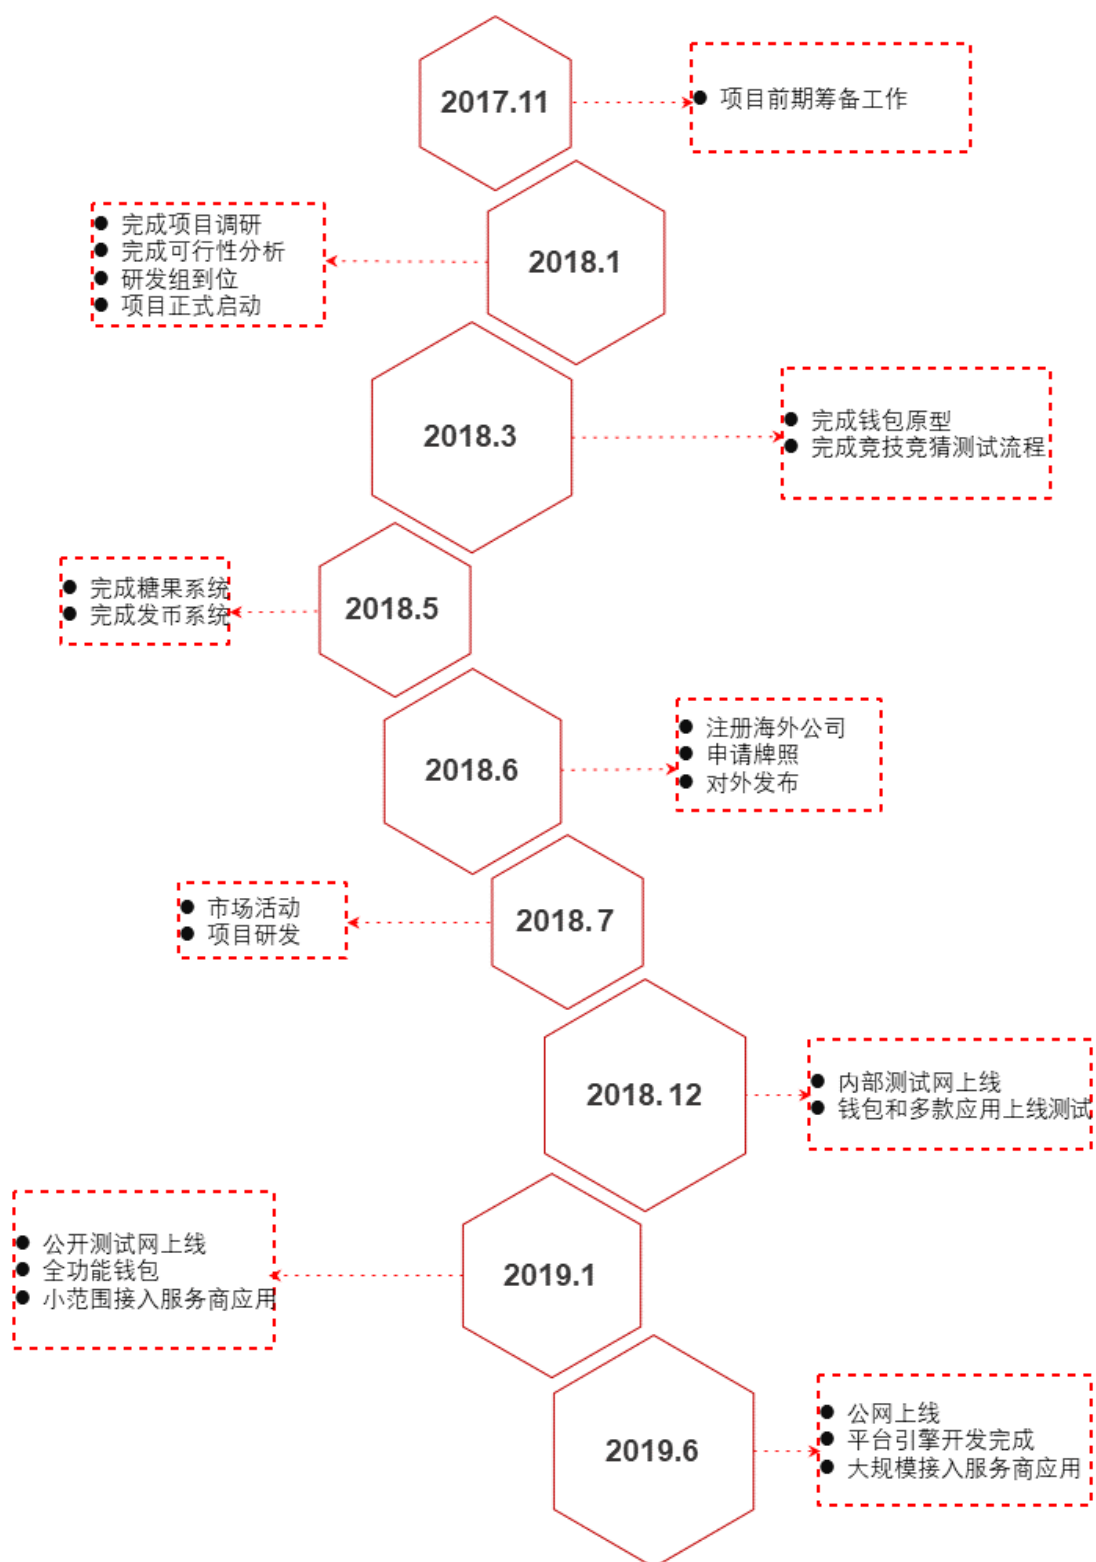 2017.11
● 项目前期筹备工作
2018.1
● 完成项目调研
● 完成可行性分析
● 研发组到位
● 项目正式启动
2018.3
● 完成钱包原型
● 完成竞技竞猜测试流程
2018.5
● 完成糖果系统
● 完成发币系统
2018.6
● 注册海外公司
● 申请牌照
● 对外发布
2018.7
● 市场活动
● 项目研发
2018.12
● 内部测试网上线
● 钱包和多款应用上线测试
2019.1
● 公开测试网上线
● 全功能钱包
● 小范围接入服务商应用
2019.6
● 公网上线
● 平台引擎开发完成
● 大规模接入服务商应用